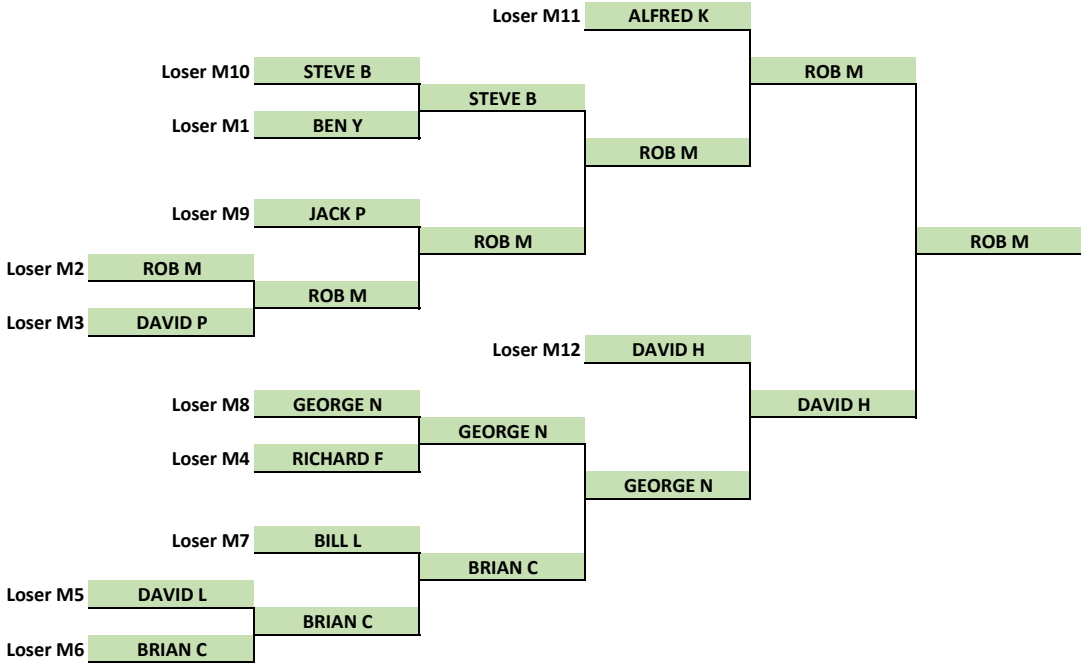 Loser M11 ALFRED K
Loser M10 STEVE B ROB M
STEVE B
Loser M1 BEN Y
ROB M
Loser M9 JACK P
ROB M ROB M
Loser M2 ROB M
ROB M
Loser M3 DAVID P
Loser M12 DAVID H
Loser M8 GEORGE N DAVID H
GEORGE N
Loser M4 RICHARD F
GEORGE N
Loser M7 BILL L
BRIAN C
Loser M5 DAVID L
BRIAN C
Loser M6 BRIAN C